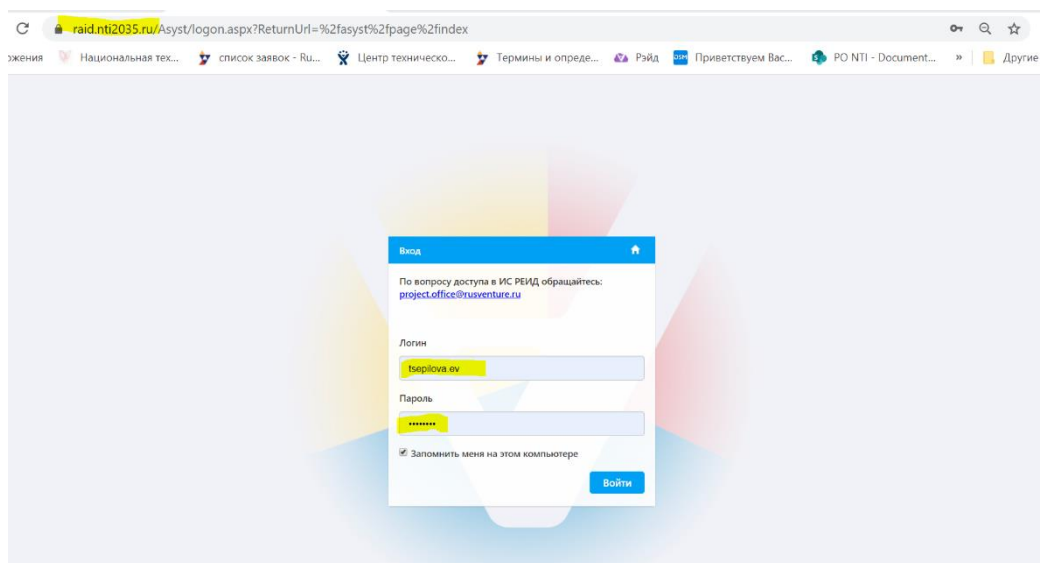 raid.nti2035.ru/Asyst/logon.aspx?ReturnUrl=%2fasyst%2fpage%2findex
ожения Национальная тех... список заявок - Ru... Центр техническо... Термины и опреде... Рэйд DSM Приветствуем Вас... PO NTI - Document... » Другие
Вход
По вопросу доступа в ИС РЕИД обращайтесь:
project.office@rusventure.ru
Логин
tsepilova.ev
Пароль
••••••••
Запомнить меня на этом компьютере
Войти